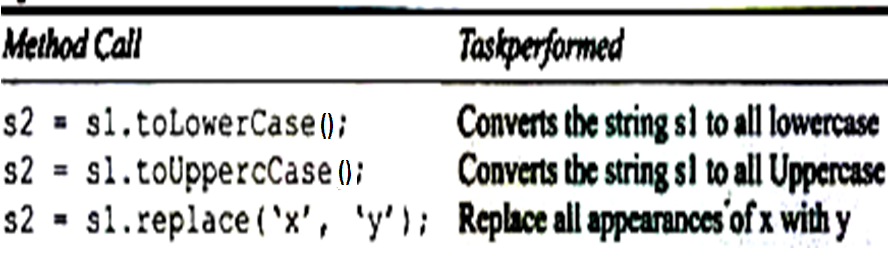 Method Call Taskperformed
s2 = s1.toLowerCase(); Converts the string s1 to all lowercase
s2 = s1.toUppercCase(); Converts the string s1 to all Uppercase
s2 = s1.replace(‘x’, ‘y’); Replace all appearances of x with y